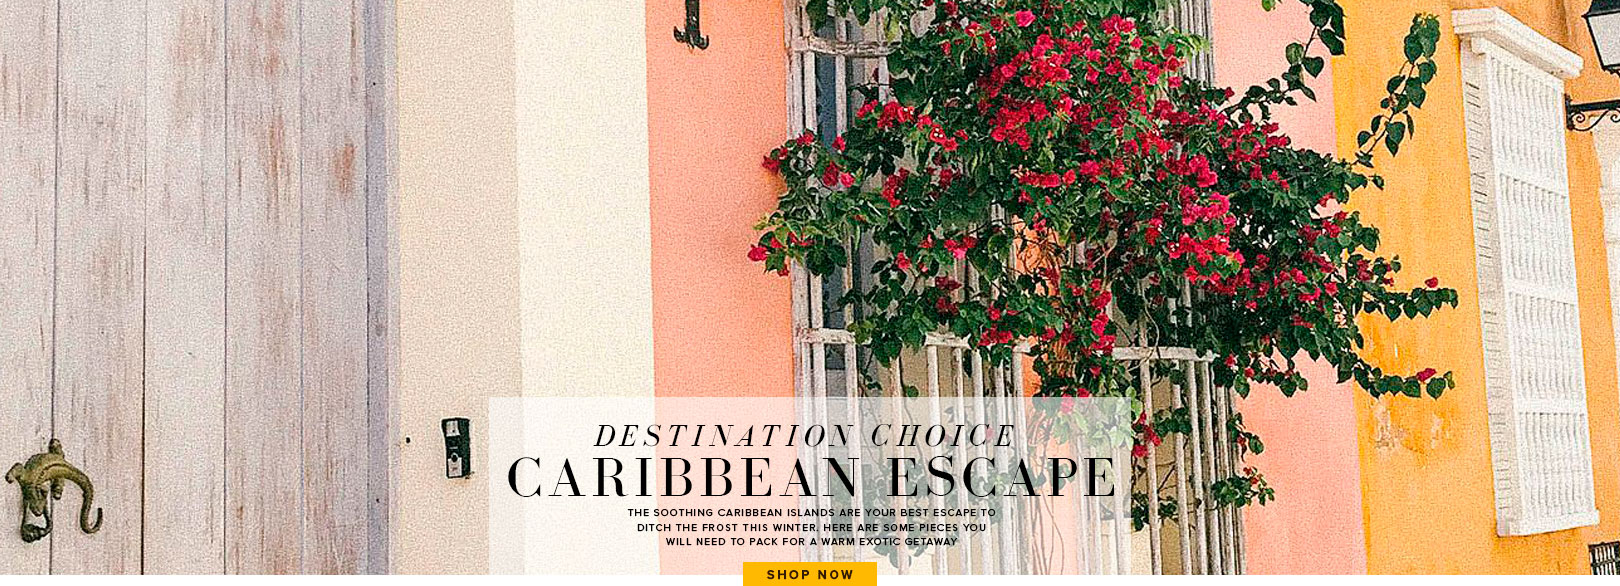 DESTINATION CHOICE
CARIBBEAN ESCAPE
THE SOOTHING CARIBBEAN ISLANDS ARE YOUR BEST ESCAPE TO
DITCH THE FROST THIS WINTER. HERE ARE SOME PIECES YOU
WILL NEED TO PACK FOR A WARM EXOTIC GETAWAY
SHOP NOW